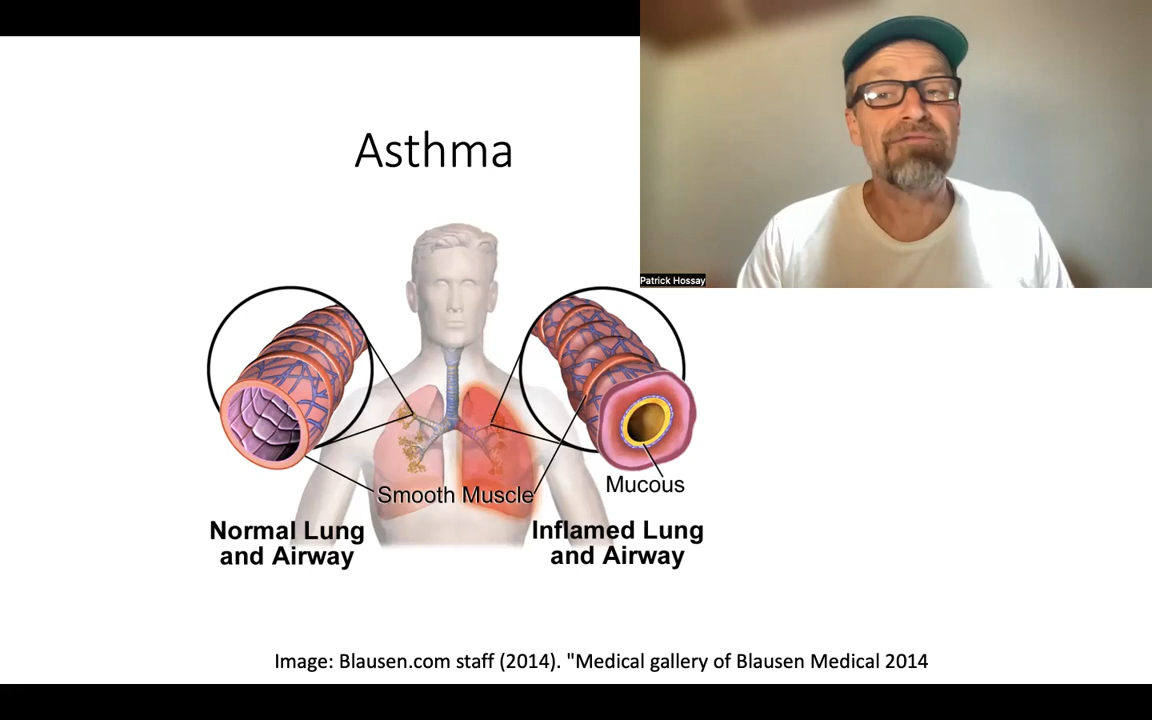 Patrick Hossay
Asthma
Smooth Muscle
Mucous
Normal Lung
and Airway
Inflamed Lung
and Airway
Image: Blausen.com staff (2014). "Medical gallery of Blausen Medical 2014